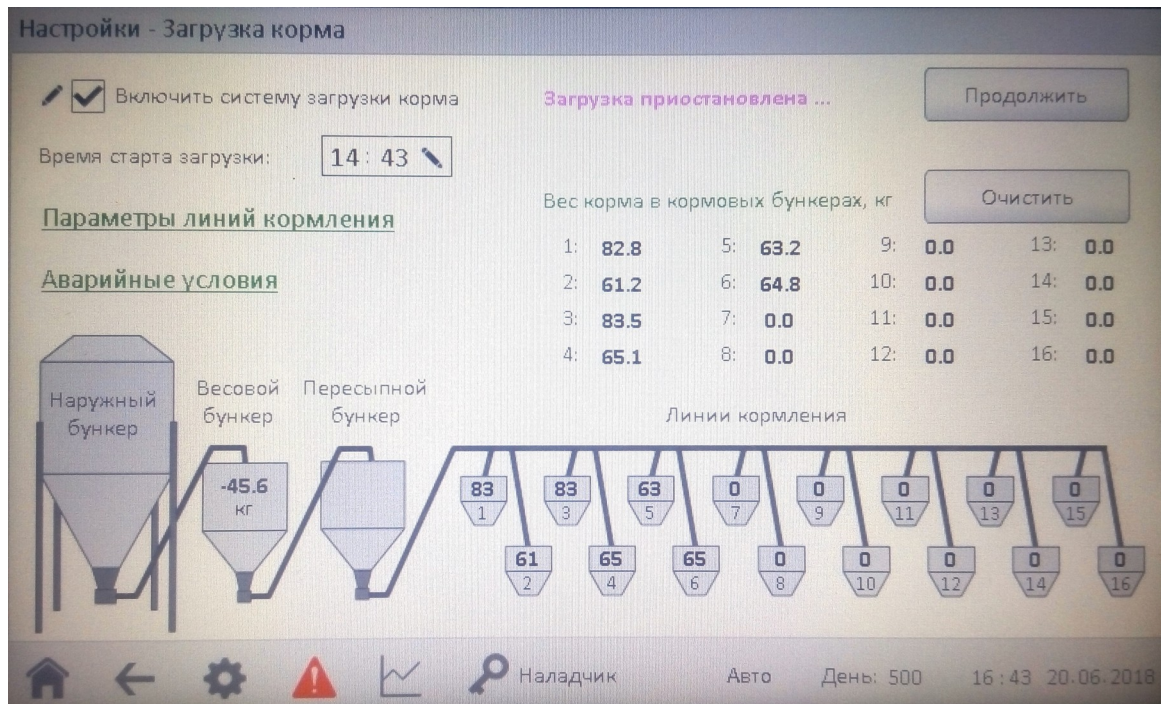 Настройки - Загрузка корма
Включить систему загрузки корма
Загрузка приостановлена ...
Продолжить
Время старта загрузки:
14: 43
Вес корма в кормовых бункерах, кг
Очистить
Параметры линий кормления
Аварийные условия
1: 82.8 5: 63.2 9: 0.0 13: 0.0
2: 61.2 6: 64.8 10: 0.0 14: 0.0
3: 83.5 7: 0.0 11: 0.0 15: 0.0
4: 65.1 8: 0.0 12: 0.0 16: 0.0
Наружный
бункер
Весовой
бункер
Пересыпной
бункер
Линии кормления
-45.6
кг
83 83 63 0 0 0 0 0
1 3 5 7 9 11 13 15
61 65 65 0 0 0 0 0
2 4 6 8 10 12 14 16
Наладчик Авто День: 500 16:43 20.06.2018